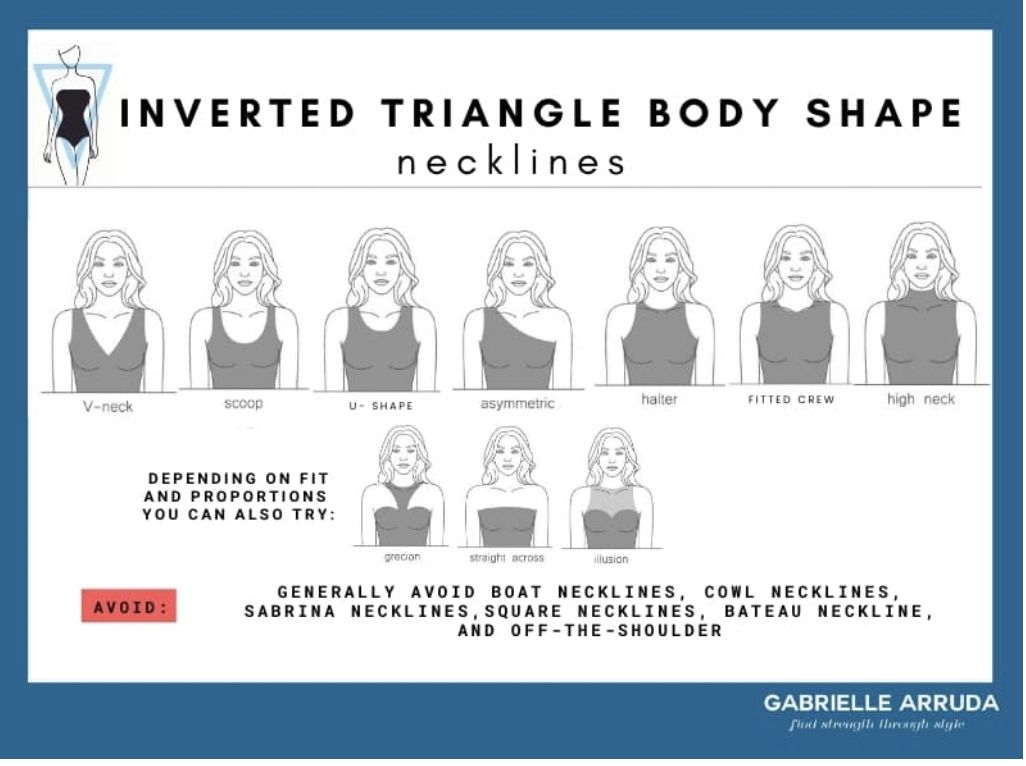 INVERTED TRIANGLE BODY SHAPE
necklines
V-neck
scoop
U- SHAPE
asymmetric
halter
FITTED CREW
high neck
DEPENDING ON FIT
AND PROPORTIONS
YOU CAN ALSO TRY:
grecian
straight across
illusion
AVOID:
GENERALLY AVOID BOAT NECKLINES, COWL NECKLINES,
SABRINA NECKLINES,SQUARE NECKLINES, BATEAU NECKLINE,
AND OFF-THE-SHOULDER
GABRIELLE ARRUDA
find strength through style